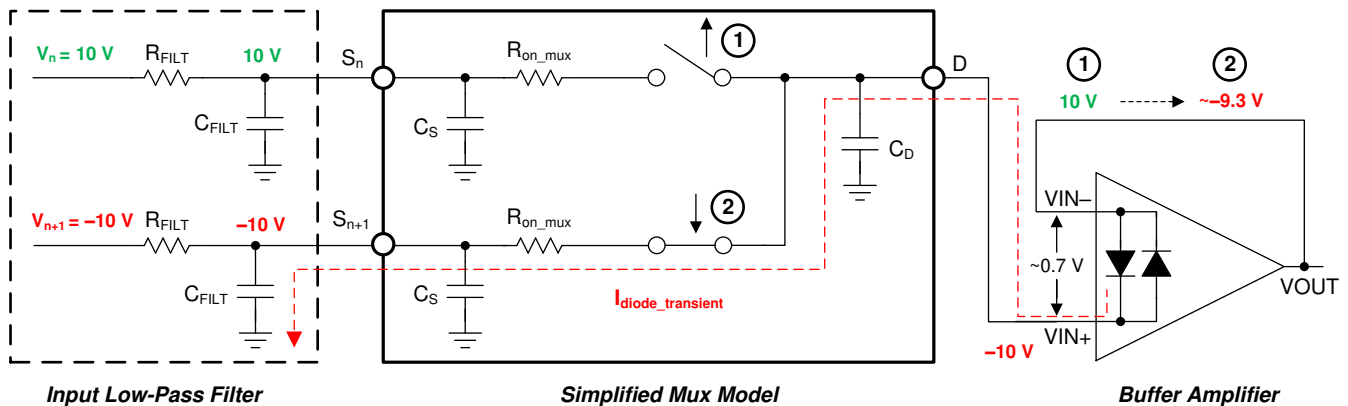 Vn = 10 V
RFILT
10 V
Sn
Ron_mux
1
D
1
2
10 V
~–9.3 V
CFILT
CS
CD
Vn+1 = –10 V
RFILT
–10 V
Sn+1
Ron_mux
2
VIN–
~0.7 V
CFILT
CS
Idiode_transient
VOUT
VIN+
–10 V
Input Low-Pass Filter
Simplified Mux Model
Buffer Amplifier